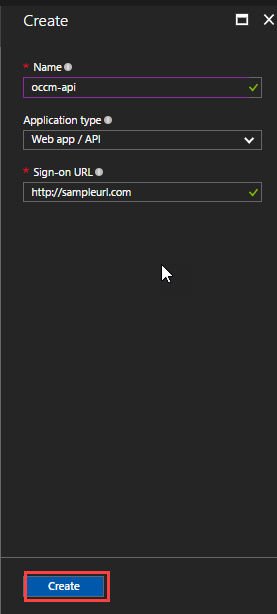 Create
* Name
occm-api
Application type
Web app / API
* Sign-on URL
http://sampleurl.com
Create